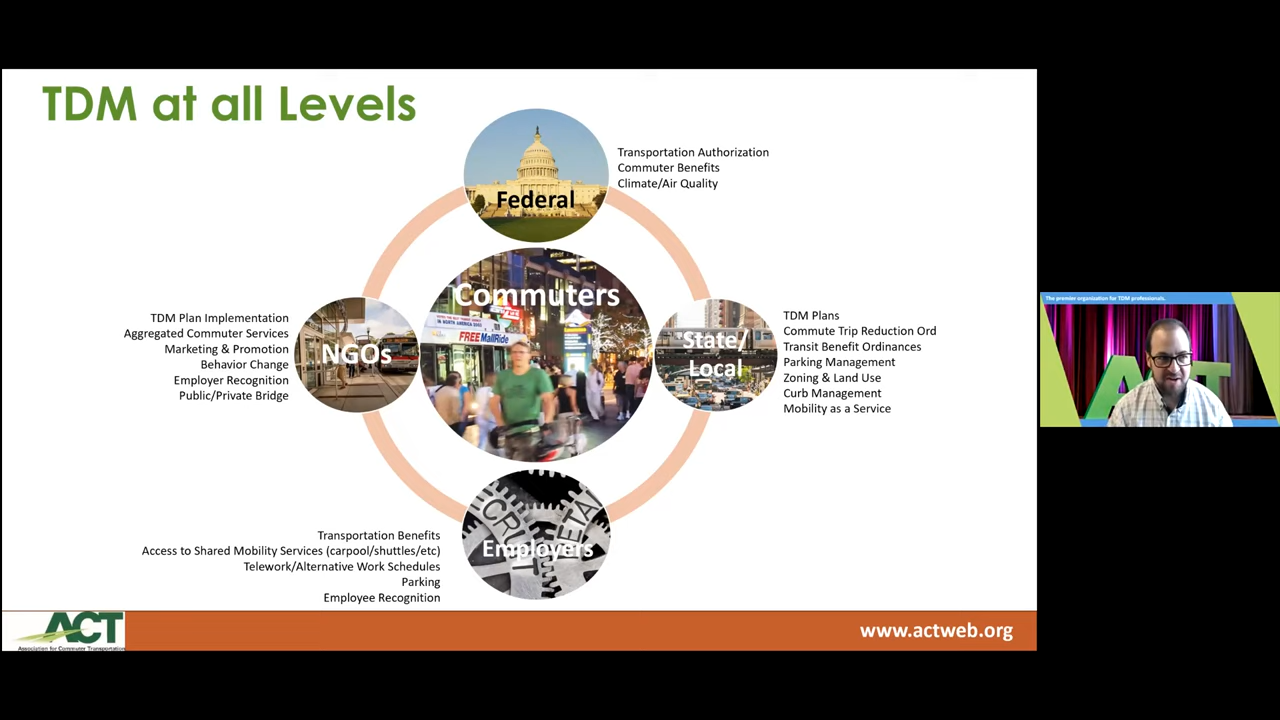 TDM at all Levels
Federal
Transportation Authorization
Commuter Benefits
Climate/Air Quality
Commuters
FREE MallRide
NGOs
TDM Plan Implementation
Aggregated Commuter Services
Marketing & Promotion
Behavior Change
Employer Recognition
Public/Private Bridge
State/
Local
TDM Plans
Commute Trip Reduction Ord
Transit Benefit Ordinances
Parking Management
Zoning & Land Use
Curb Management
Mobility as a Service
Employers
CRUIT
RETAI
Transportation Benefits
Access to Shared Mobility Services (carpool/shuttles/etc)
Telework/Alternative Work Schedules
Parking
Employee Recognition
ACT
Association for Commuter Transportation
www.actweb.org
The premier organisation for TDM professionals.
ACT